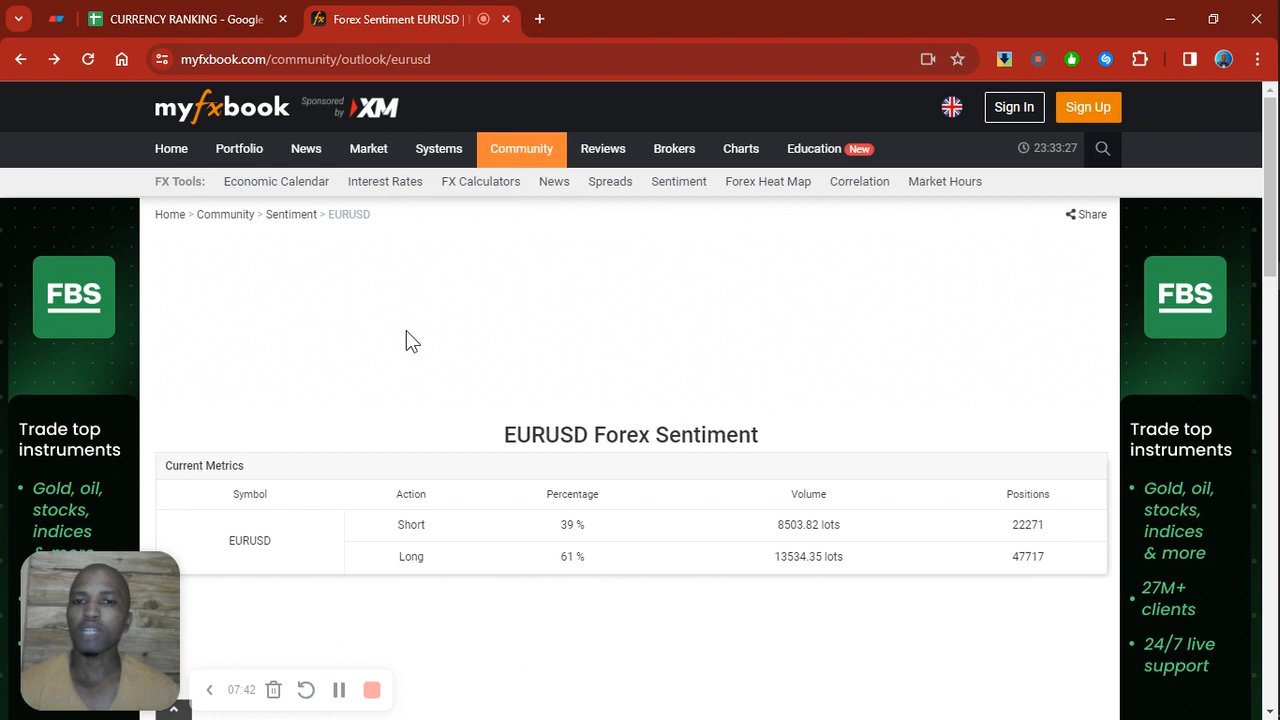 CURRENCY RANKING - Google
Forex Sentiment EURUSD |
myfxbook.com/community/outlook/eurusd
myfxbook
Sponsored by XM
Sign In
Sign Up
Home
Portfolio
News
Market
Systems
Community
Reviews
Brokers
Charts
Education New
23:33:27
FX Tools:
Economic Calendar
Interest Rates
FX Calculators
News
Spreads
Sentiment
Forex Heat Map
Correlation
Market Hours
Home > Community > Sentiment > EURUSD
Share
FBS
Trade top
instruments
• Gold, oil,
stocks,
indices
& more
EURUSD Forex Sentiment
Current Metrics
Symbol Action Percentage Volume Positions
EURUSD
Short 39 % 8503.82 lots 22271
Long 61 % 13534.35 lots 47717
FBS
Trade top
instruments
• Gold, oil,
stocks,
indices
& more
• 27M+
clients
• 24/7 live
support
07:42